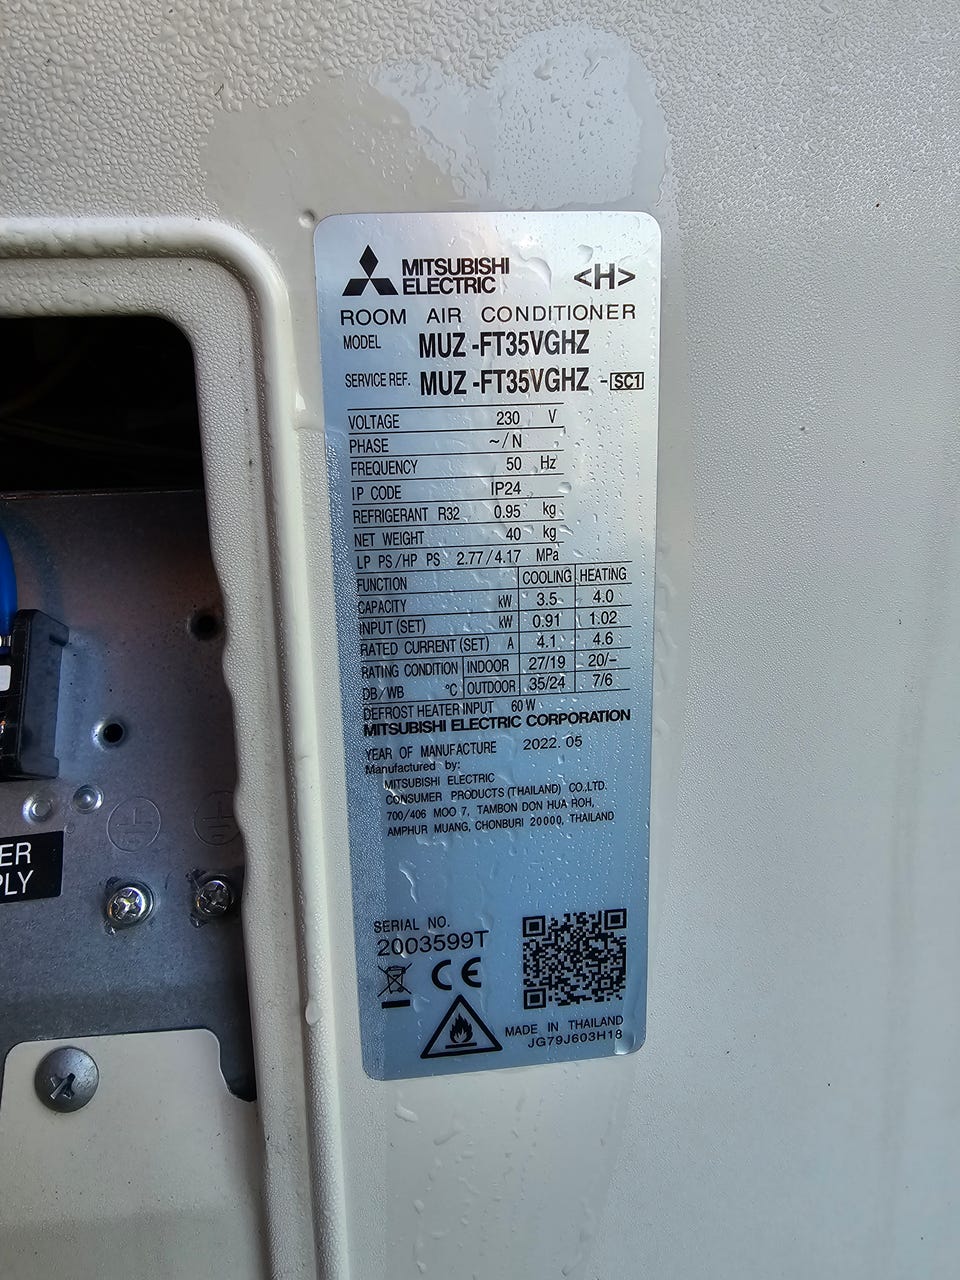 MITSUBISHI
ELECTRIC
<H>
ROOM AIR CONDITIONER
MODEL MUZ -FT35VGHZ
SERVICE REF. MUZ -FT35VGHZ -SC1
VOLTAGE 230 V
PHASE ~/N
FREQUENCY 50 Hz
IP CODE IP24
REFRIGERANT R32 0.95 kg
NET WEIGHT 40 kg
LP PS/HP PS 2.77/4.17 MPa
FUNCTION COOLING HEATING
CAPACITY kW 3.5 4.0
INPUT (SET) kW 0.91 1.02
RATED CURRENT (SET) A 4.1 4.6
RATING CONDITION INDOOR 27/19 20/–
DB/WB °C OUTDOOR 35/24 7/6
DEFROST HEATER INPUT 60 W
MITSUBISHI ELECTRIC CORPORATION
YEAR OF MANUFACTURE 2022. 05
Manufactured by:
MITSUBISHI ELECTRIC
CONSUMER PRODUCTS (THAILAND) CO.,LTD.
700/406 MOO 7, TAMBON DON HUA ROH,
AMPHUR MUANG, CHONBURI 20000, THAILAND
SERIAL NO.
2003599T
CE
MADE IN THAILAND
JG79J603H18
ER
PLY